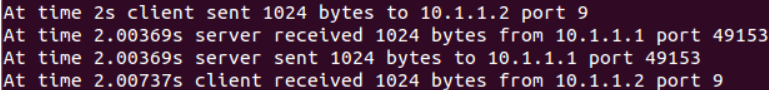 At time 2s client sent 1024 bytes to 10.1.1.2 port 9
At time 2.00369s server received 1024 bytes from 10.1.1.1 port 49153
At time 2.00369s server sent 1024 bytes to 10.1.1.1 port 49153
At time 2.00737s client received 1024 bytes from 10.1.1.2 port 9